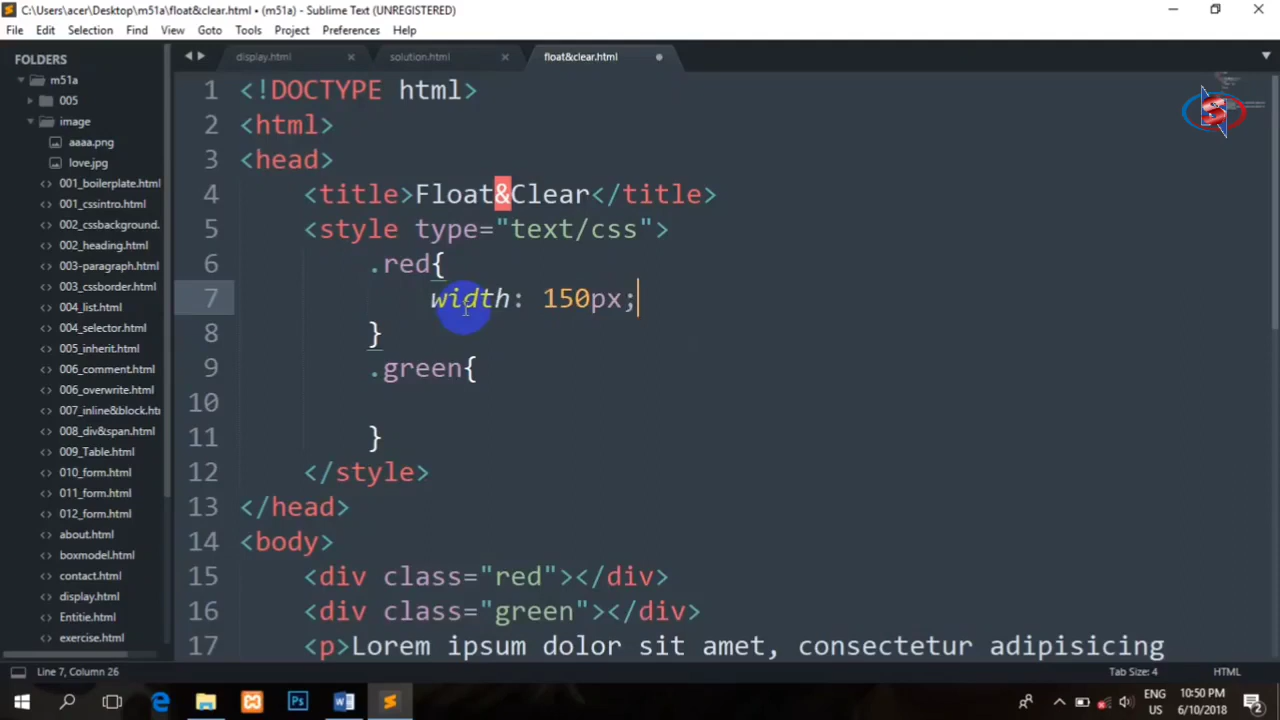 C:\Users\acer\Desktop\m51a\float&clear.html • (m51a) - Sublime Text (UNREGISTERED)
File Edit Selection Find View Goto Tools Project Preferences Help
FOLDERS
m51a
005
image
aaaa.png
love.jpg
001_boilerplate.html
001_cssintro.html
002_cssbackground.
002_heading.html
003-paragraph.html
003_cssborder.html
004_list.html
004_selector.html
005_inherit.html
006_comment.html
006_overwrite.html
007_inline&block.ht
008_div&span.html
009_Table.html
010_form.html
011_form.html
012_form.html
about.html
boxmodel.html
contact.html
display.html
Entitie.html
exercise.html
display.html solution.html float&clear.html
1 <!DOCTYPE html>
2 <html>
3 <head>
4 <title>Float&Clear</title>
5 <style type="text/css">
6 .red{
7 width: 150px;
8 }
9 .green{
10
11 }
12 </style>
13 </head>
14 <body>
15 <div class="red"></div>
16 <div class="green"></div>
17 <p>Lorem ipsum dolor sit amet, consectetur adipisicing
Line 7, Column 26 Tab Size: 4 HTML
ENG
US
10:50 PM
6/10/2018
2